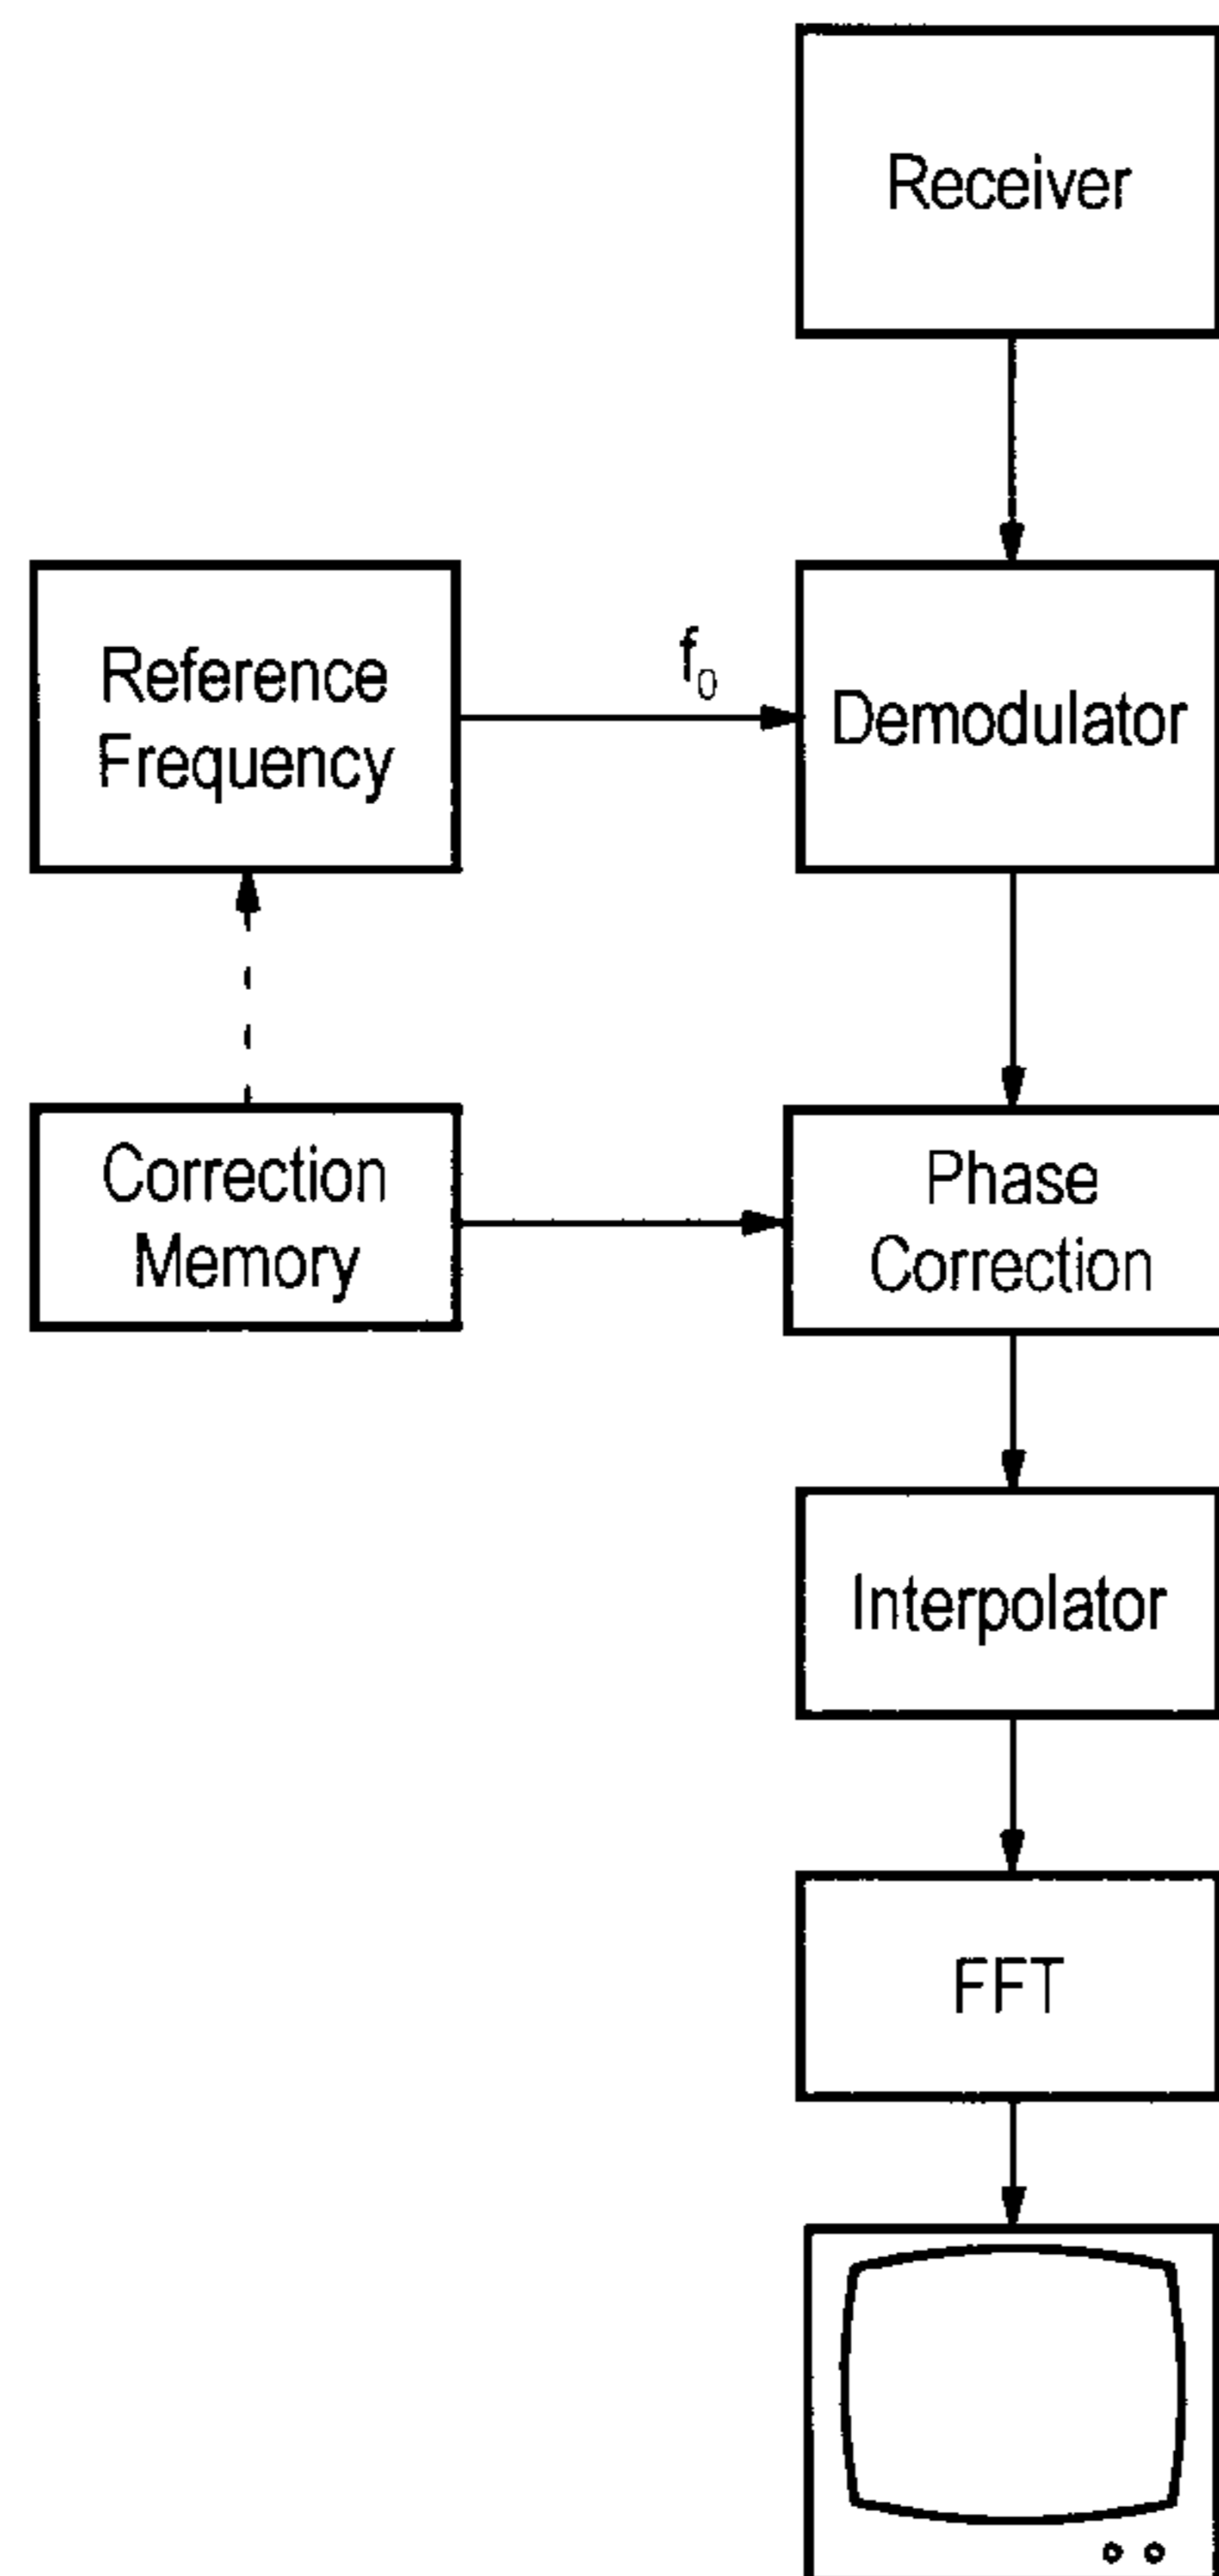 Receiver
Reference
Frequency
f₀
Demodulator
Correction
Memory
Phase
Correction
Interpolator
FFT